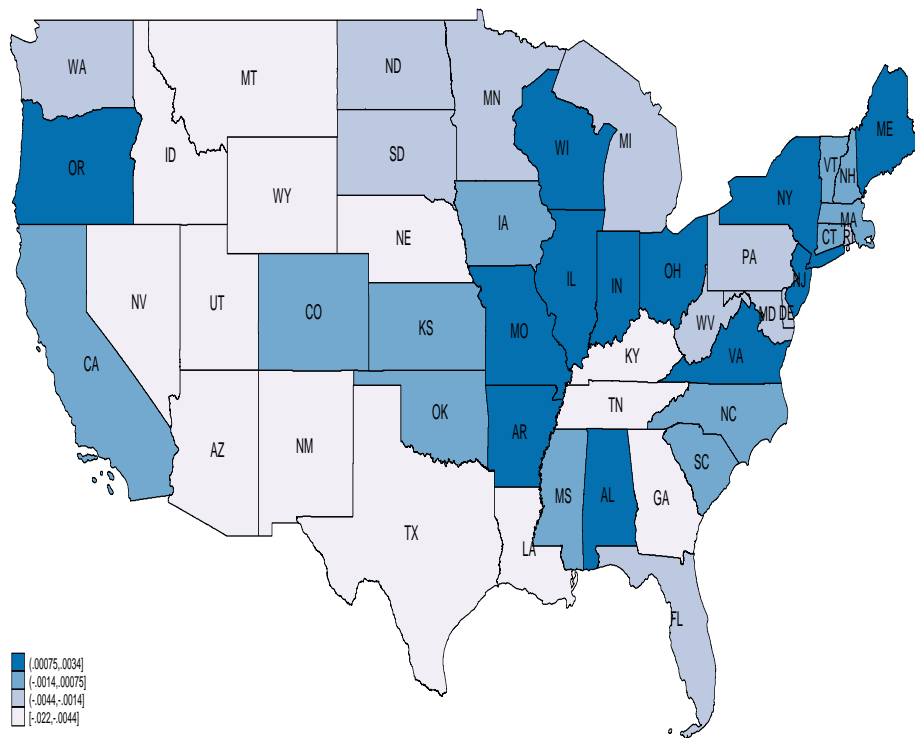 WA
MT
ND
MN
ME
OR
ID
SD
WI
MI
VT
NH
WY
NY
IA
NE
MA
CT
RI
PA
NV
UT
CO
IL
IN
OH
NJ
KS
MO
WV
MD
DE
CA
KY
VA
OK
AR
TN
NC
AZ
NM
MS
AL
GA
SC
TX
LA
FL
(.00075,.0034]
(-.0014,.00075]
(-.0044,-.0014]
[-.022,-.0044]